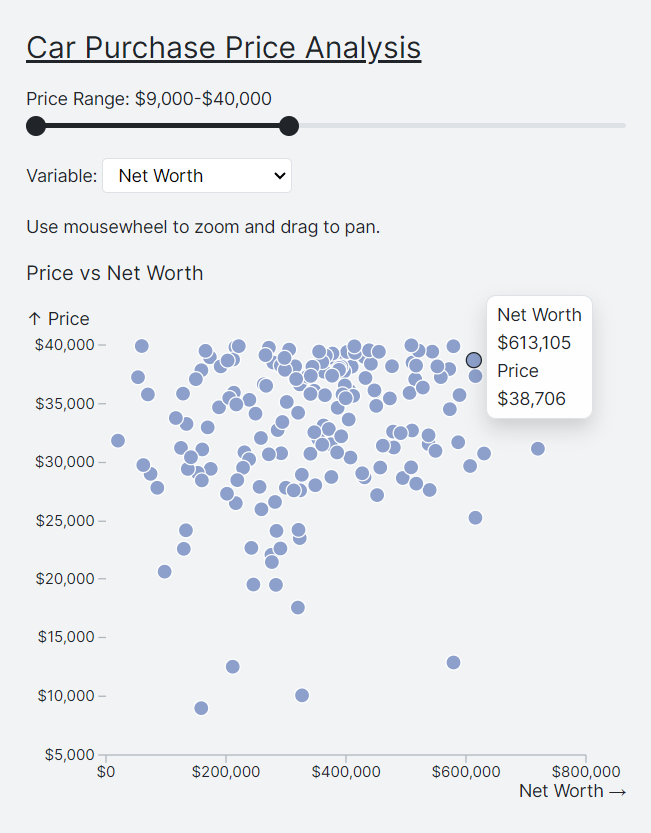 Car Purchase Price Analysis
Price Range: $9,000-$40,000
Variable: Net Worth
Use mousewheel to zoom and drag to pan.
Price vs Net Worth
↑ Price
Net Worth
$613,105
Price
$38,706
$40,000
$35,000
$30,000
$25,000
$20,000
$15,000
$10,000
$5,000
$0 $200,000 $400,000 $600,000 $800,000
Net Worth →